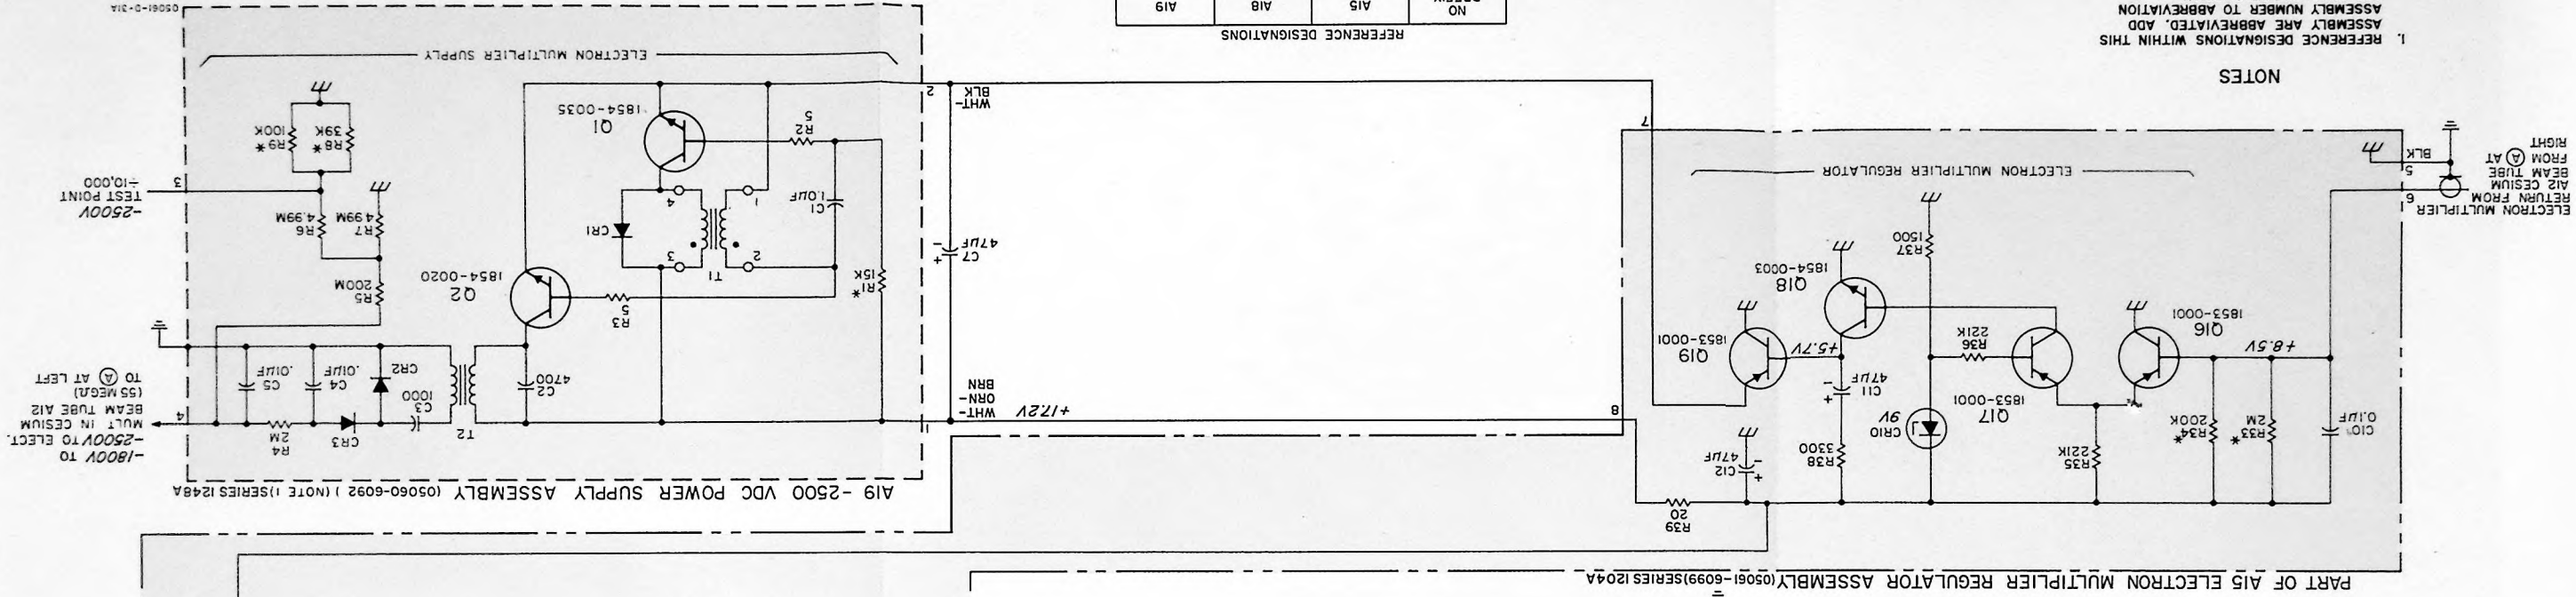 PART OF A15 ELECTRON MULTIPLIER REGULATOR ASSEMBLY (05061-6099) SERIES 1204A
R39
20
C10
0.1µF
R33*
2M
R34*
200K
R35
221K
CR10
9V
R38
3300
C12
47µF
+
−
C11
47µF
+
−
Q16
1853-0001
+8.5V
Q17
1853-0001
R36
221K
R37
1500
Q18
1854-0003
+5.7V
Q19
1853-0001
8
7
ELECTRON MULTIPLIER
RETURN FROM
A12 CESIUM
BEAM TUBE
FROM A AT
RIGHT
6
5
BLK
ELECTRON MULTIPLIER REGULATOR
NOTES
1. REFERENCE DESIGNATIONS WITHIN THIS
ASSEMBLY ARE ABBREVIATED. ADD
ASSEMBLY NUMBER TO ABBREVIATION
REFERENCE DESIGNATIONS
NO
A15
A18
A19
+17.2V
WHT-
ORN-
BRN
C7
47µF
+
−
WHT-
BLK
A19 -2500 VDC POWER SUPPLY ASSEMBLY (05060-6092) (NOTE 1) SERIES 1248A
1
2
R1*
15K
R2
5
C1
1.0µF
T1
1
2
3
4
CR1
Q1
1854-0035
R3
5
Q2
1854-0020
C2
4700
T2
C3
1000
CR2
CR3
R4
2M
C4
.01µF
C5
.01µF
R5
200M
R7
4.99M
R6
4.99M
R8*
39K
R9*
100K
4
-1800V TO
-2500V TO ELECT.
MULT IN CESIUM
BEAM TUBE A12
(55 MEGΩ)
TO A AT LEFT
3
-2500V
TEST POINT
÷10,000
ELECTRON MULTIPLIER SUPPLY
05061-D-31A